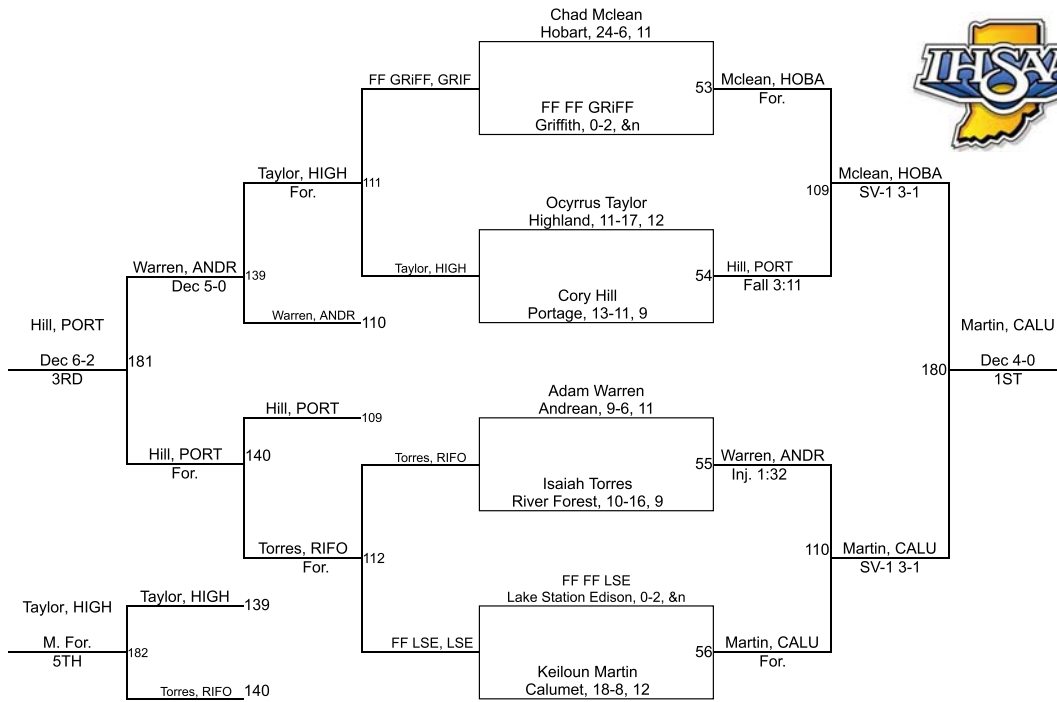 Chad Mclean
Hobart, 24-6, 11
IHSAA
FF GRiFF, GRIF
53
Mclean, HOBA
For.
FF FF GRiFF
Griffith, 0-2, &n
Taylor, HIGH
For.
111
Mclean, HOBA
SV-1 3-1
109
Ocyrrus Taylor
Highland, 11-17, 12
Warren, ANDR
Dec 5-0
139
Taylor, HIGH
54
Hill, PORT
Fall 3:11
Cory Hill
Portage, 13-11, 9
Warren, ANDR
110
Hill, PORT
Dec 6-2
3RD
181
Martin, CALU
Dec 4-0
1ST
180
Adam Warren
Andrean, 9-6, 11
Hill, PORT
109
Hill, PORT
For.
140
Torres, RIFO
55
Warren, ANDR
Inj. 1:32
Isaiah Torres
River Forest, 10-16, 9
Torres, RIFO
For.
112
110
Martin, CALU
SV-1 3-1
FF FF LSE
Lake Station Edison, 0-2, &n
Taylor, HIGH
139
Taylor, HIGH
M. For.
5TH
182
FF LSE, LSE
56
Martin, CALU
For.
Keiloun Martin
Calumet, 18-8, 12
Torres, RIFO
140